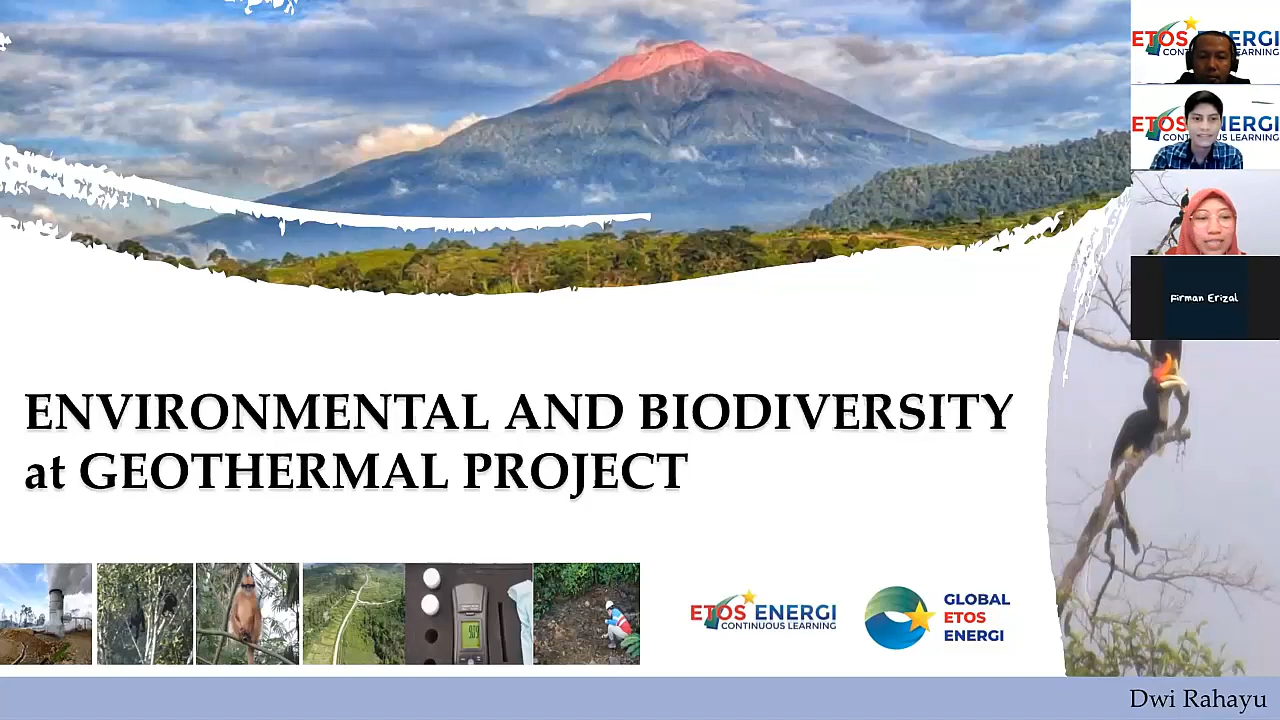 ETOS ENERGI
CONT LEARNING
ETOS ENERGI
CONTINUOUS LEARNING
Firman Erizal
ENVIRONMENTAL AND BIODIVERSITY
at GEOTHERMAL PROJECT
ETOS ENERGI
CONTINUOUS LEARNING
GLOBAL
ETOS
ENERGI
Dwi Rahayu